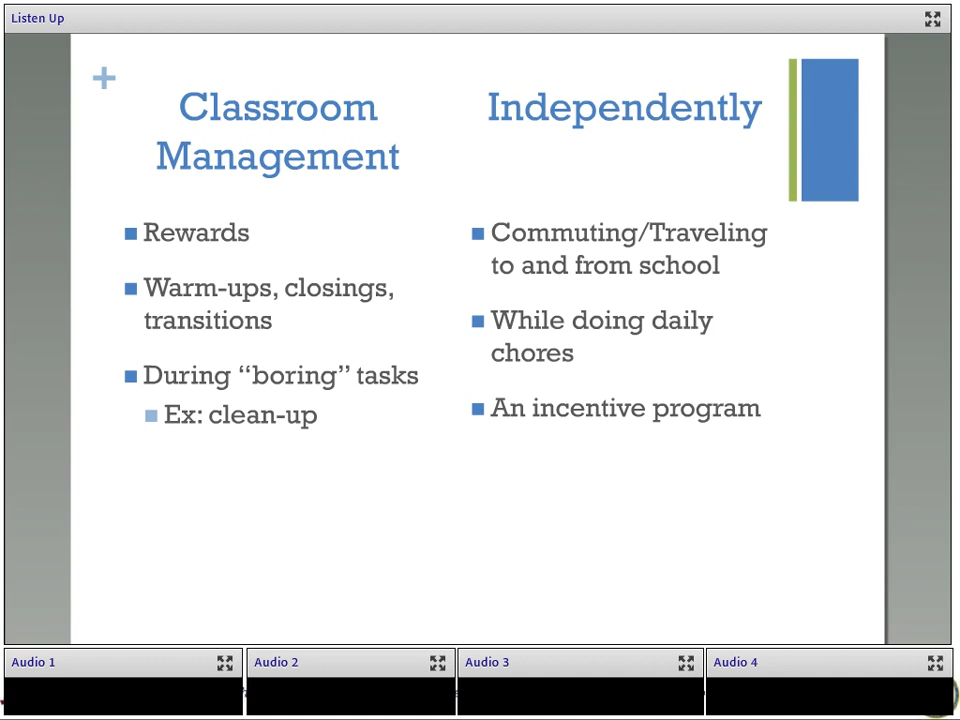 Listen Up
+
Classroom
Management
Rewards
Warm-ups, closings,
transitions
During “boring” tasks
Ex: clean-up
Independently
Commuting/Traveling
to and from school
While doing daily
chores
An incentive program
Audio 1
Audio 2
Audio 3
Audio 4